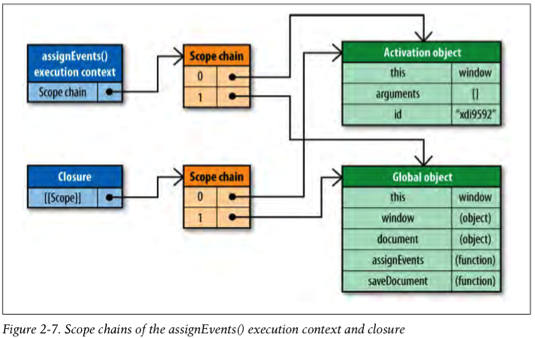 assignEvents()
execution context
Scope chain
Scope chain
0
1
Activation object
this window
arguments []
id "xdi9592"
Closure
[[Scope]]
Scope chain
0
1
Global object
this window
window (object)
document (object)
assignEvents (function)
saveDocument (function)
Figure 2-7. Scope chains of the assignEvents() execution context and closure